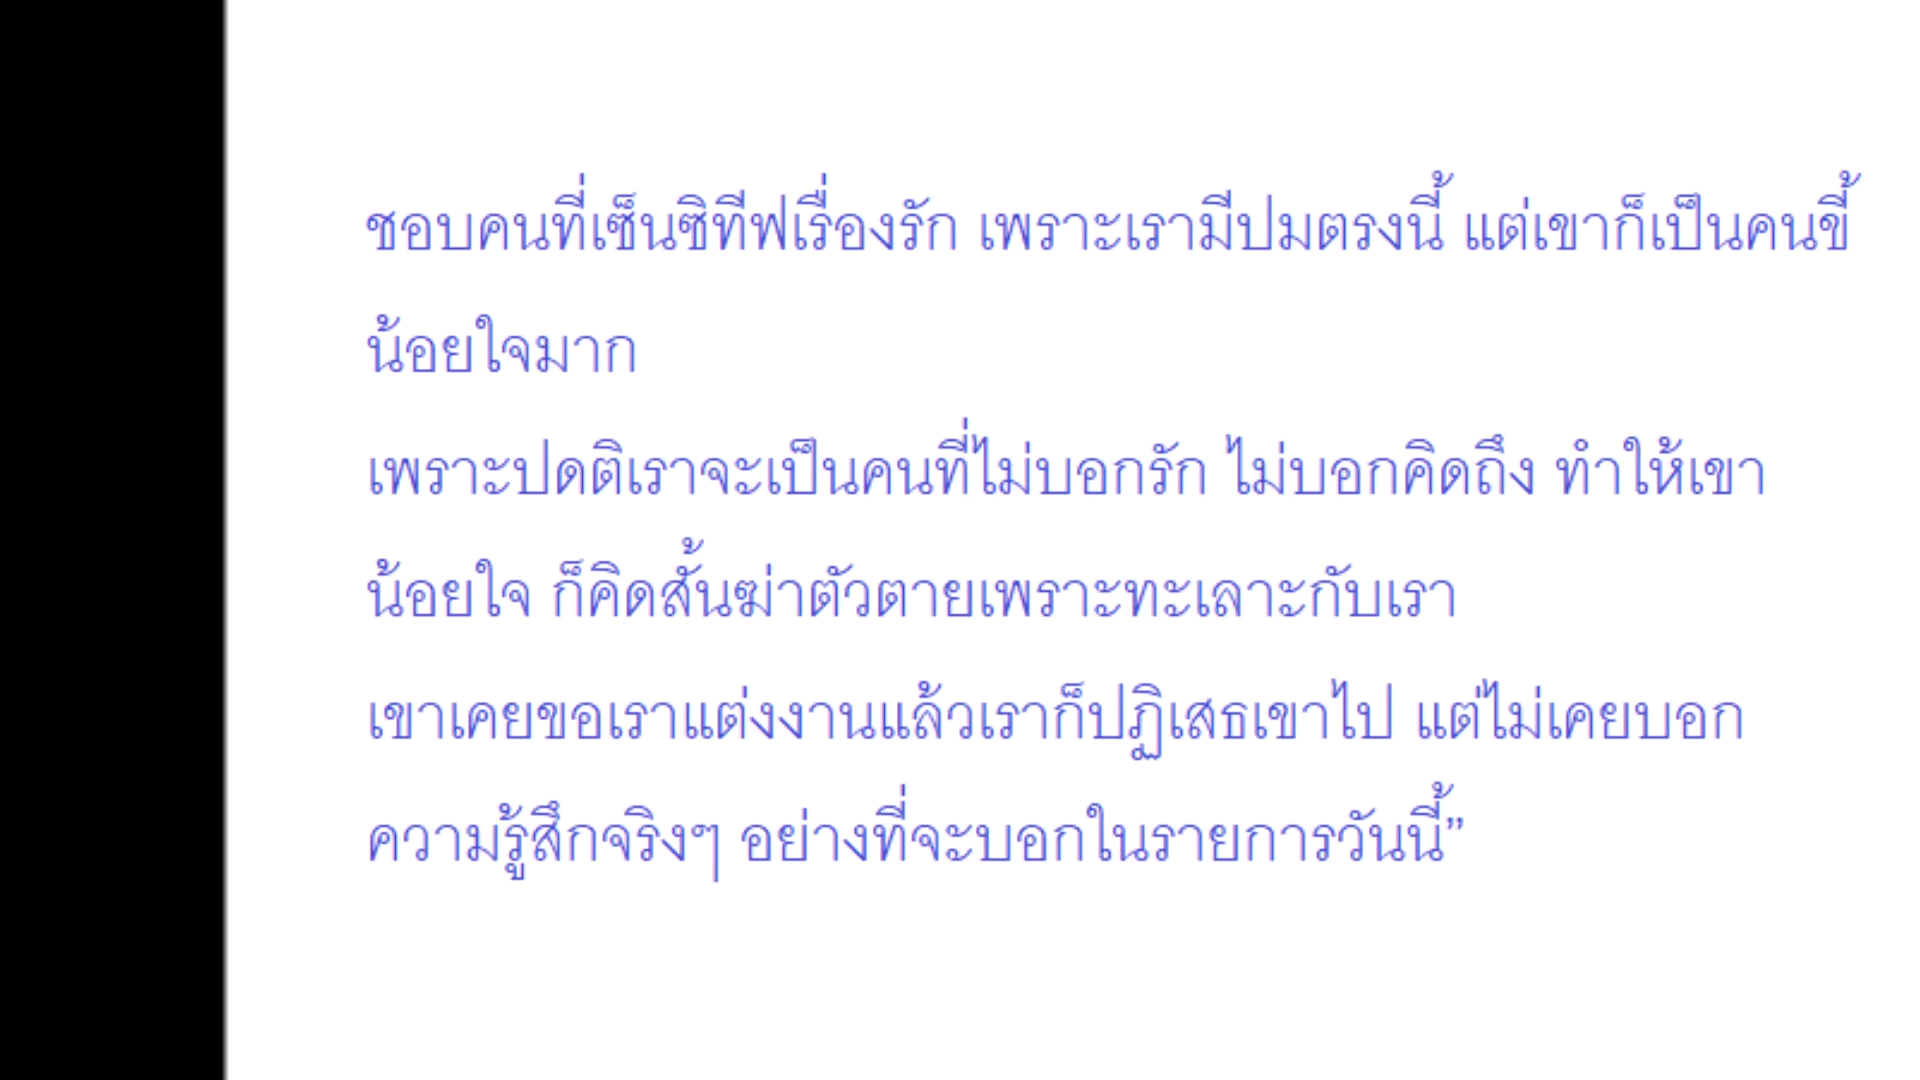 ชอบคนที่เซ็นซิทีฟเรื่องรัก เพราะเรามีปมตรงนี้ แต่เขาก็เป็นคนขี้
น้อยใจมาก
เพราะปดติเราจะเป็นคนที่ไม่บอกรัก ไม่บอกคิดถึง ทำให้เขา
น้อยใจ ก็คิดสั้นฆ่าตัวตายเพราะทะเลาะกับเรา
เขาเคยขอเราแต่งงานแล้วเราก็ปฏิเสธเขาไป แต่ไม่เคยบอก
ความรู้สึกจริงๆ อย่างที่จะบอกในรายการวันนี้”